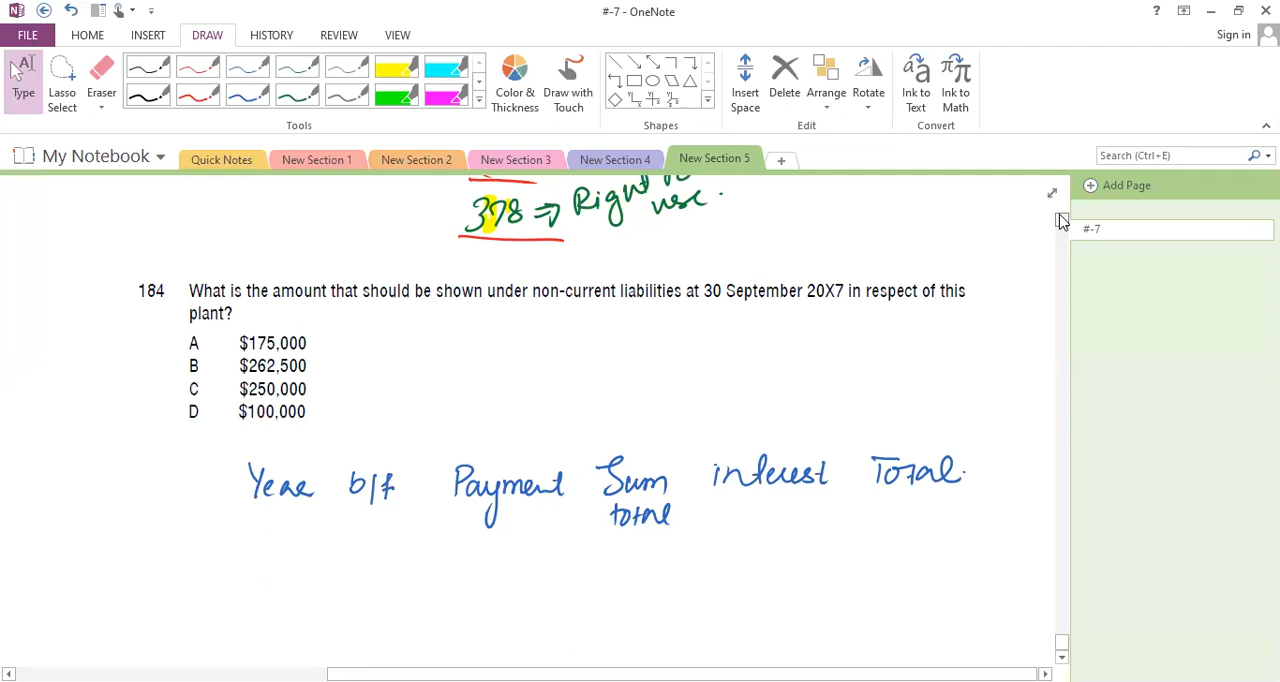 #-7 - OneNote
?
FILE HOME INSERT DRAW HISTORY REVIEW VIEW
Sign in
Type Lasso Select Eraser
Color & Thickness Draw with Touch
Insert Space Delete Arrange Rotate
Ink to Text Ink to Math
Tools Shapes Edit Convert
My Notebook Quick Notes New Section 1 New Section 2 New Section 3 New Section 4 New Section 5 +
Search (Ctrl+E)
Add Page
#-7
378 ⇒ Right
use.
184 What is the amount that should be shown under non-current liabilities at 30 September 20X7 in respect of this
plant?
A $175,000
B $262,500
C $250,000
D $100,000
Year b/f Payment Sum interest Total.
total